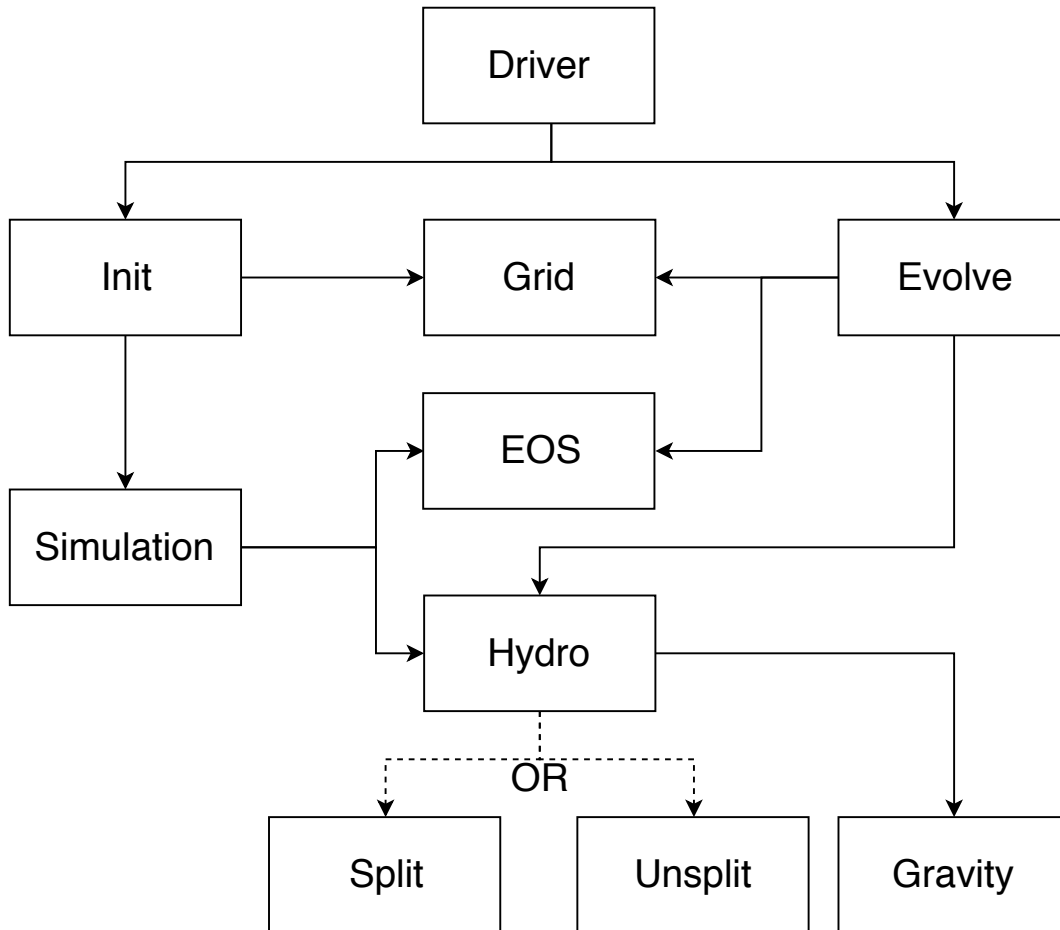 Driver
Init
Grid
Evolve
EOS
Simulation
Hydro
OR
Split
Unsplit
Gravity